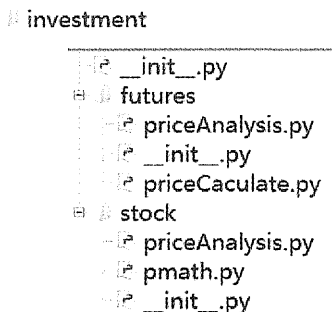 investment
__init__.py
futures
priceAnalysis.py
__init__.py
priceCaculate.py
stock
priceAnalysis.py
pmath.py
__init__.py